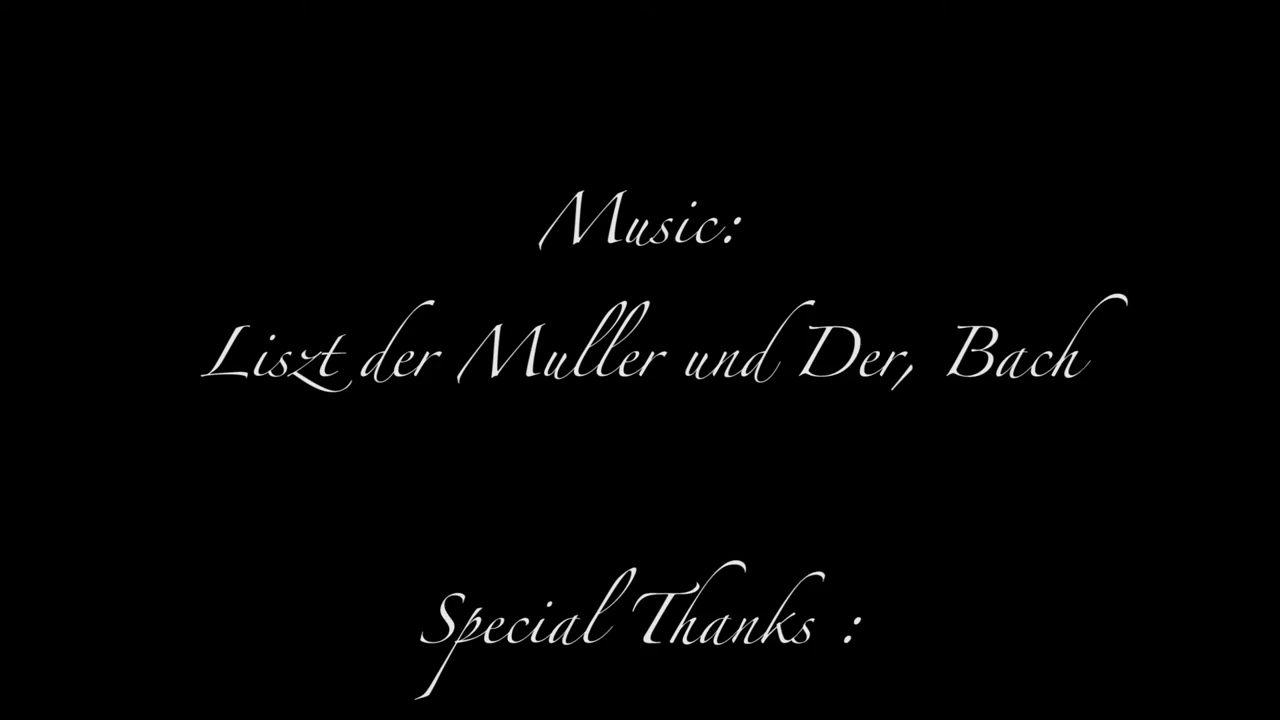 Music:
Liszt der Muller und Der, Bach
Special Thanks :